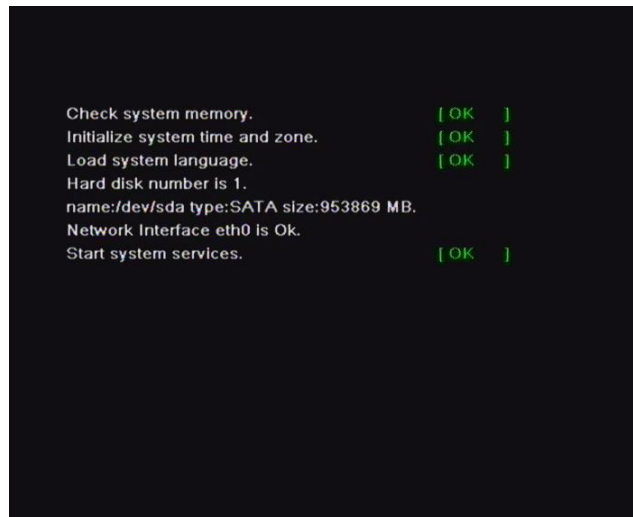 Check system memory. [ OK ]
Initialize system time and zone. [ OK ]
Load system language. [ OK ]
Hard disk number is 1.
name:/dev/sda type:SATA size:953869 MB.
Network Interface eth0 is Ok.
Start system services. [ OK ]